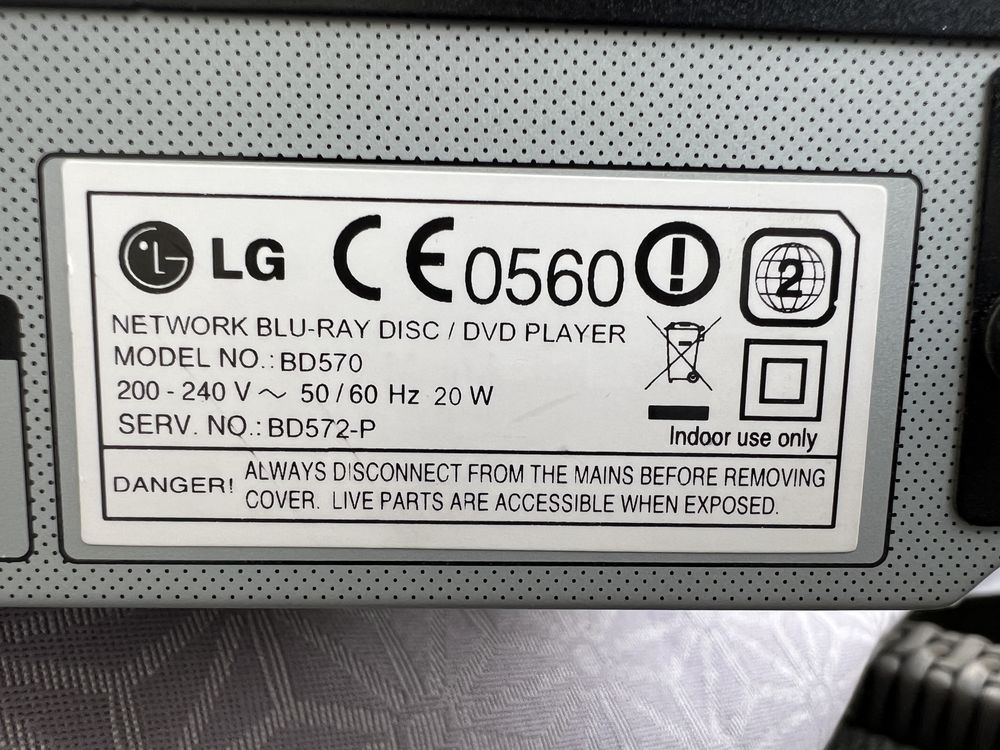 LG CE0560 !
2
NETWORK BLU-RAY DISC / DVD PLAYER
MODEL NO.: BD570
200 - 240 V ~ 50 / 60 Hz 20 W
SERV. NO.: BD572-P
Indoor use only
DANGER! ALWAYS DISCONNECT FROM THE MAINS BEFORE REMOVING
COVER. LIVE PARTS ARE ACCESSIBLE WHEN EXPOSED.